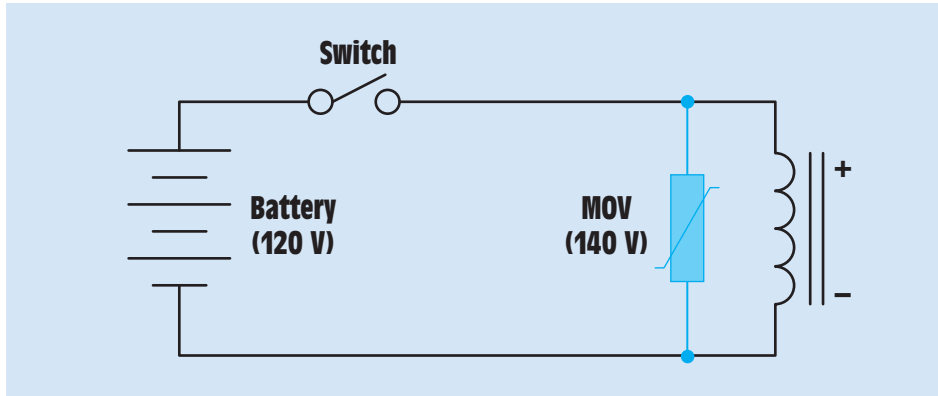 Switch
Battery
(120 V)
MOV
(140 V)
+
–